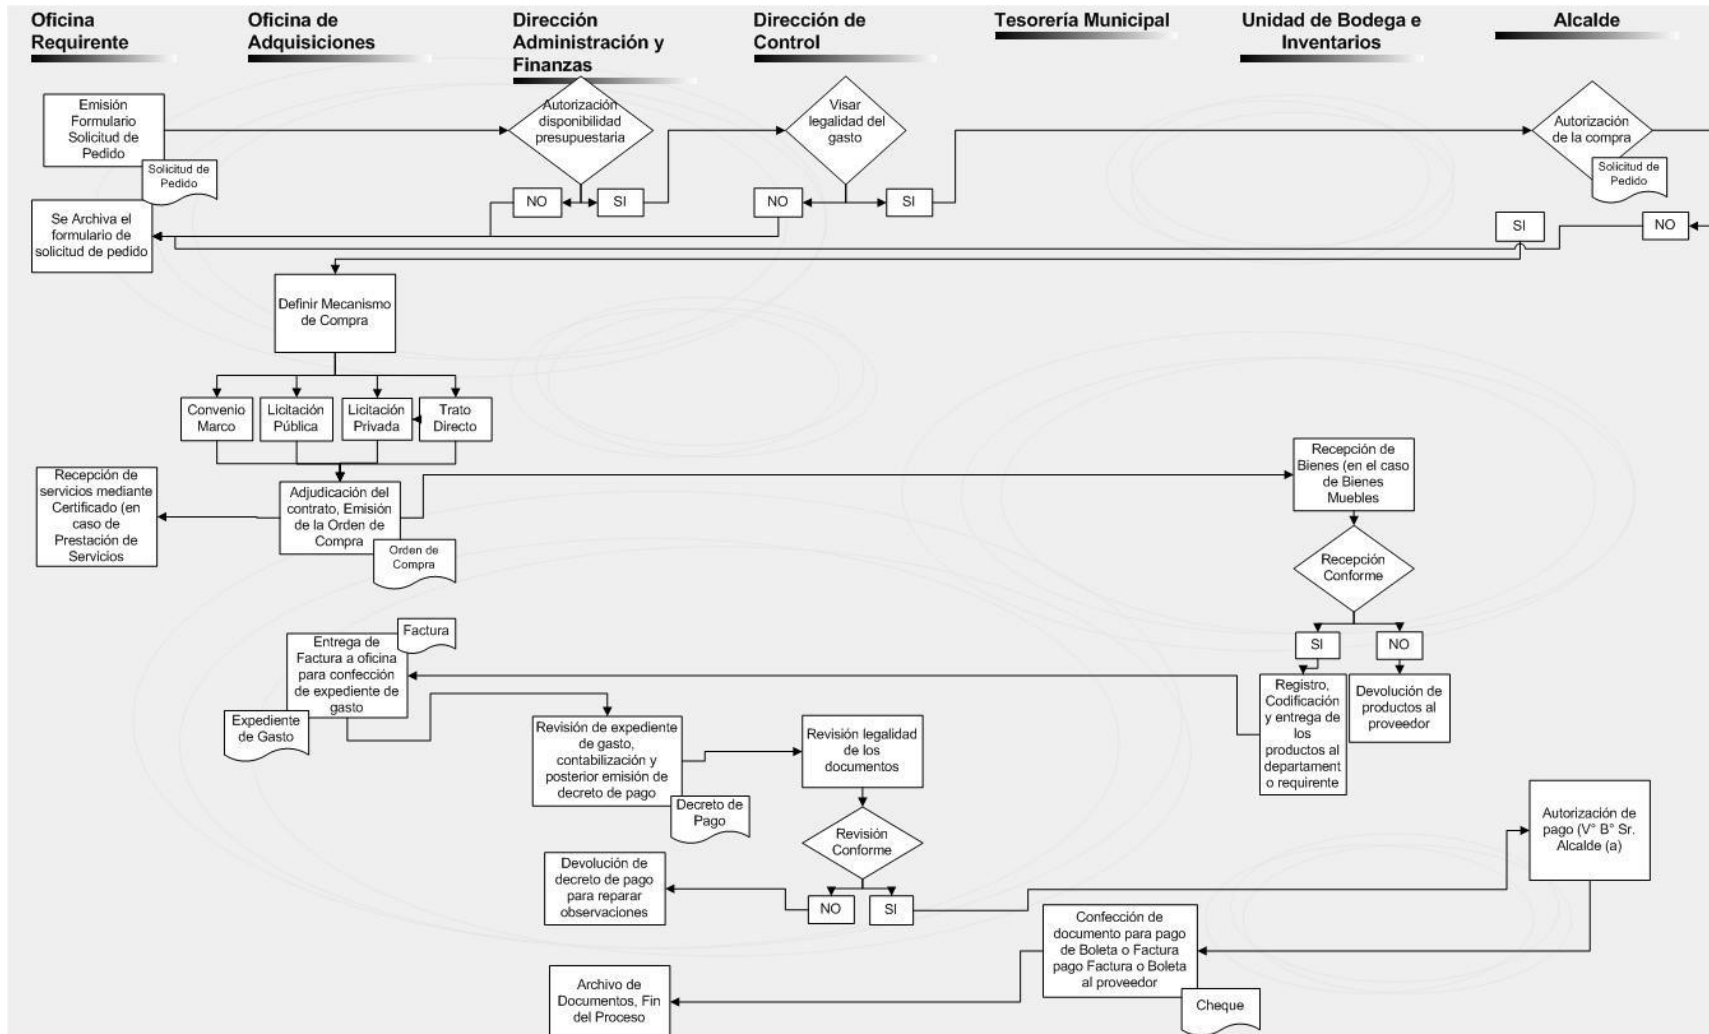 Oficina
Requirente
Oficina de
Adquisiciones
Dirección
Administración y
Finanzas
Dirección de
Control
Tesorería Municipal
Unidad de Bodega e
Inventarios
Alcalde
Emisión
Formulario
Solicitud de
Pedido
Solicitud de
Pedido
Autorización
disponibilidad
presupuestaria
NO
SI
Visar
legalidad del
gasto
NO
SI
Autorización
de la compra
Solicitud de
Pedido
SI
NO
Se Archiva el
formulario de
solicitud de pedido
Definir Mecanismo
de Compra
Convenio
Marco
Licitación
Pública
Licitación
Privada
Trato
Directo
Recepción de
servicios mediante
Certificado (en
caso de
Prestación de
Servicios
Adjudicación del
contrato, Emisión
de la Orden de
Compra
Orden de
Compra
Recepción de
Bienes (en el caso
de Bienes
Muebles
Recepción
Conforme
SI
NO
Registro,
Codificación
y entrega de
los
productos al
departament
o requirente
Devolución de
productos al
proveedor
Factura
Entrega de
Factura a oficina
para confección
de expediente de
gasto
Expediente
de Gasto
Revisión de expediente
de gasto,
contabilización y
posterior emisión de
decreto de pago
Decreto de
Pago
Revisión legalidad
de los
documentos
Revisión
Conforme
NO
SI
Devolución de
decreto de pago
para reparar
observaciones
Autorización de
pago (V° B° Sr.
Alcalde (a)
Confección de
documento para pago
de Boleta o Factura
pago Factura o Boleta
al proveedor
Cheque
Archivo de
Documentos, Fin
del Proceso